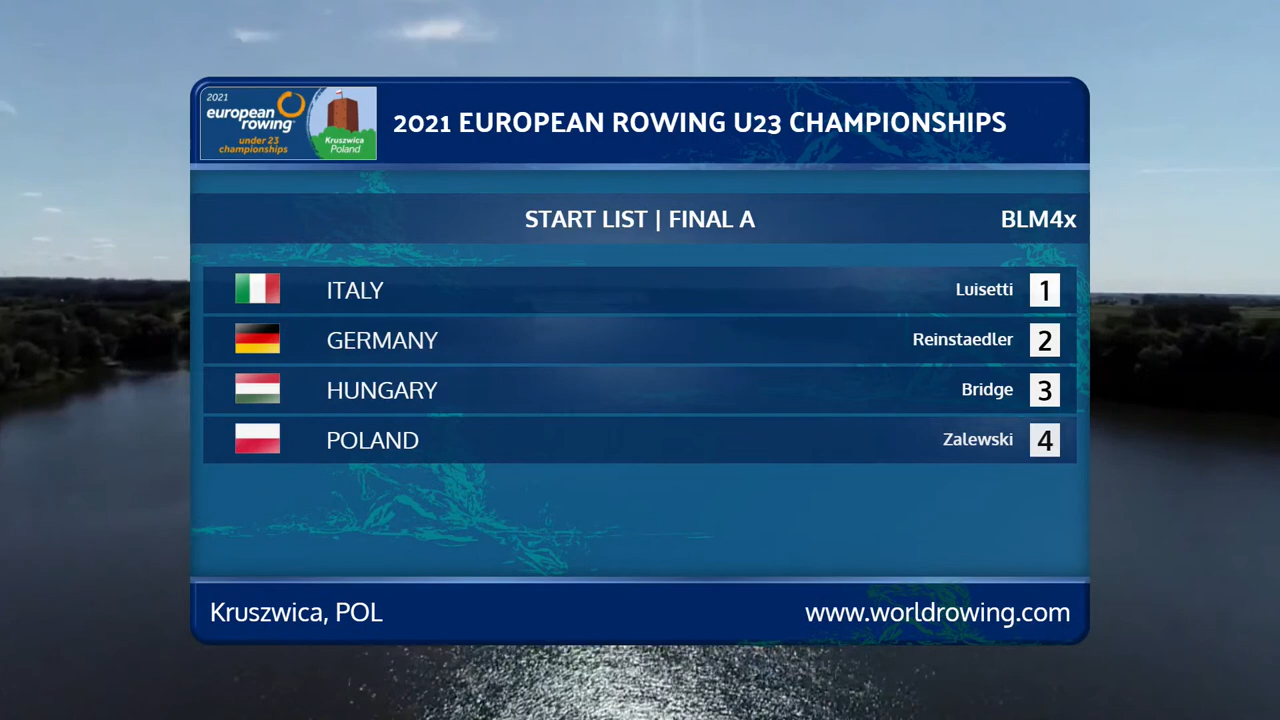 2021
european
rowing
under 23
championships
Kruszwica
Poland
2021 EUROPEAN ROWING U23 CHAMPIONSHIPS
START LIST | FINAL A BLM4x
ITALY Luisetti 1
GERMANY Reinstaedler 2
HUNGARY Bridge 3
POLAND Zalewski 4
Kruszwica, POL www.worldrowing.com